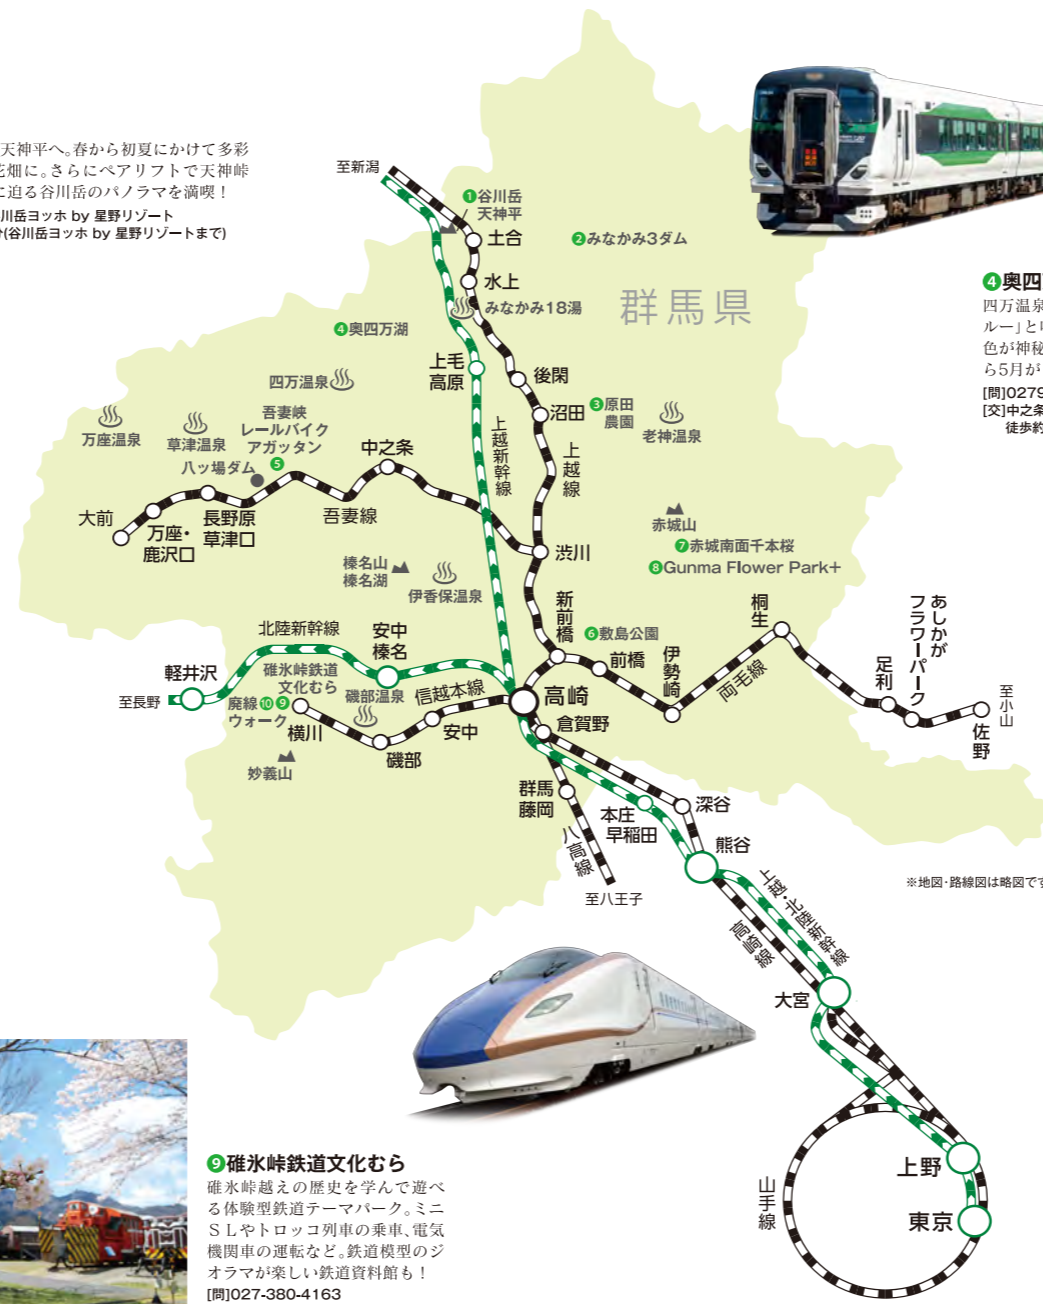 天神平へ。春から初夏にかけて多彩
花畑に。さらにペアリフトで天神峠
に迫る谷川岳のパノラマを満喫！
川岳ヨッホ by 星野リゾート
(谷川岳ヨッホ by 星野リゾートまで)
至新潟
❶谷川岳
天神平
土合
❷みなかみ3ダム
水上
みなかみ18湯
群馬県
❹奥四万湖
上毛
高原
後閑
四万温泉
沼田
❸原田
農園
老神温泉
万座温泉
草津温泉
吾妻峡
レールバイク
アガッタン
❺
八ッ場ダム
中之条
上越新幹線
上越線
大前
万座・
鹿沢口
長野原
草津口
吾妻線
渋川
赤城山
❼赤城南面千本桜
❽Gunma Flower Park+
榛名山
榛名湖
伊香保温泉
新前橋
❻敷島公園
前橋
伊勢崎
桐生
両毛線
足利
あしかが
フラワーパーク
至小山
佐野
北陸新幹線
安中
榛名
軽井沢
至長野
碓氷峠鉄道
文化むら
廃線❿❾
ウォーク
磯部温泉
信越本線
横川
磯部
安中
妙義山
高崎
倉賀野
群馬
藤岡
八高線
至八王子
本庄
早稲田
深谷
熊谷
上越・北陸新幹線
高崎線
大宮
上野
東京
山手線
※地図・路線図は略図です
❹奥四
四万温泉
ルー」と
色が神秘
ら5月が
[問]0279
[交]中之条
徒歩約
❾碓氷峠鉄道文化むら
碓氷峠越えの歴史を学んで遊べ
る体験型鉄道テーマパーク。ミニ
ＳＬやトロッコ列車の乗車、電気
機関車の運転など。鉄道模型のジ
オラマが楽しい鉄道資料館も！
[問]027-380-4163